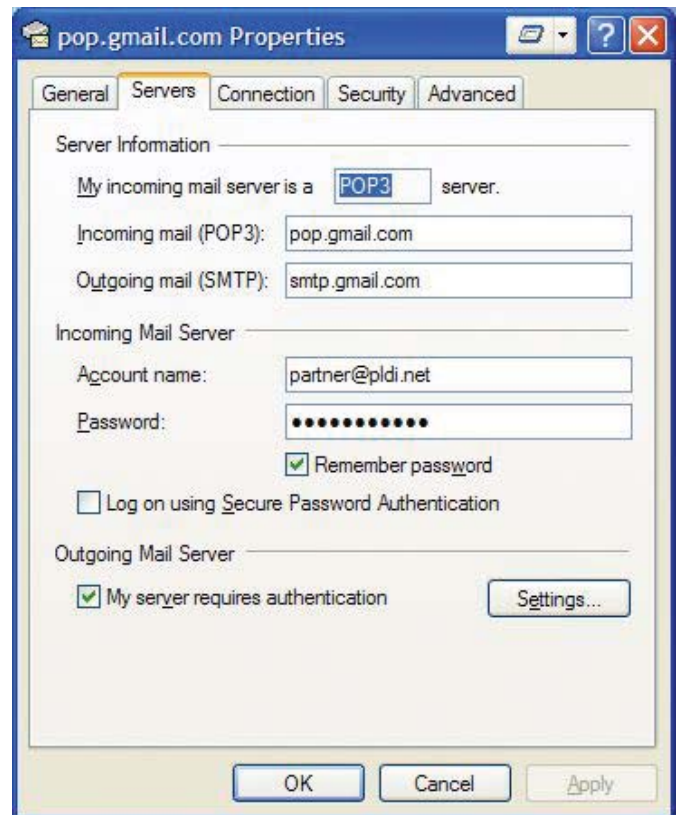 pop.gmail.com Properties
General Servers Connection Security Advanced
Server Information
My incoming mail server is a POP3 server.
Incoming mail (POP3): pop.gmail.com
Outgoing mail (SMTP): smtp.gmail.com
Incoming Mail Server
Account name: partner@pldi.net
Password: ●●●●●●●●●●●
Remember password
Log on using Secure Password Authentication
Outgoing Mail Server
My server requires authentication Settings...
OK Cancel Apply